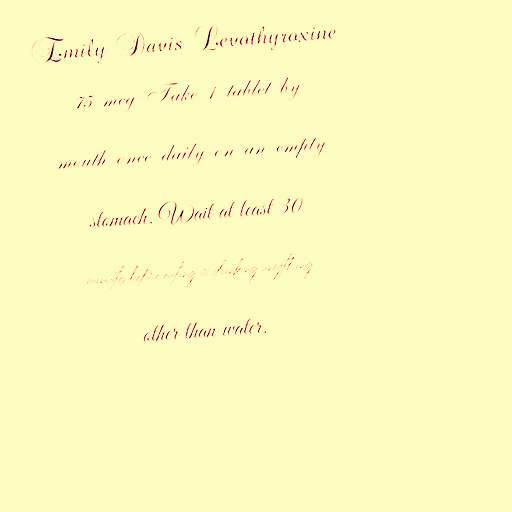 Emily Davis Levothyroxine
75 mcg Take 1 tablet by
mouth once daily on an empty
stomach. Wait at least 30
minutes before eating or drinking anything
other than water.